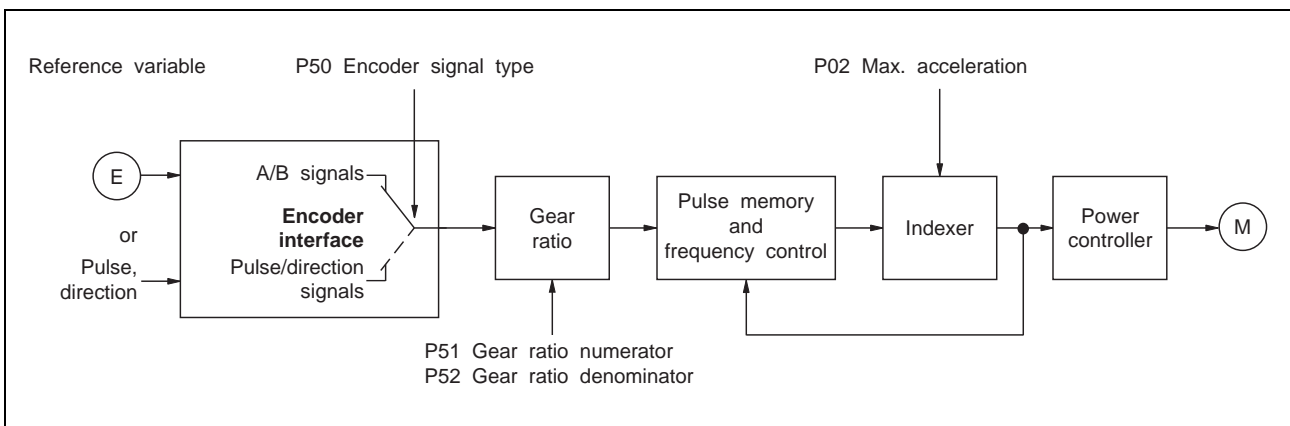 Reference variable
P50 Encoder signal type
P02 Max. acceleration
E
or
Pulse,
direction
A/B signals
Encoder
interface
Pulse/direction
signals
Gear
ratio
P51 Gear ratio numerator
P52 Gear ratio denominator
Pulse memory
and
frequency control
Indexer
Power
controller
M